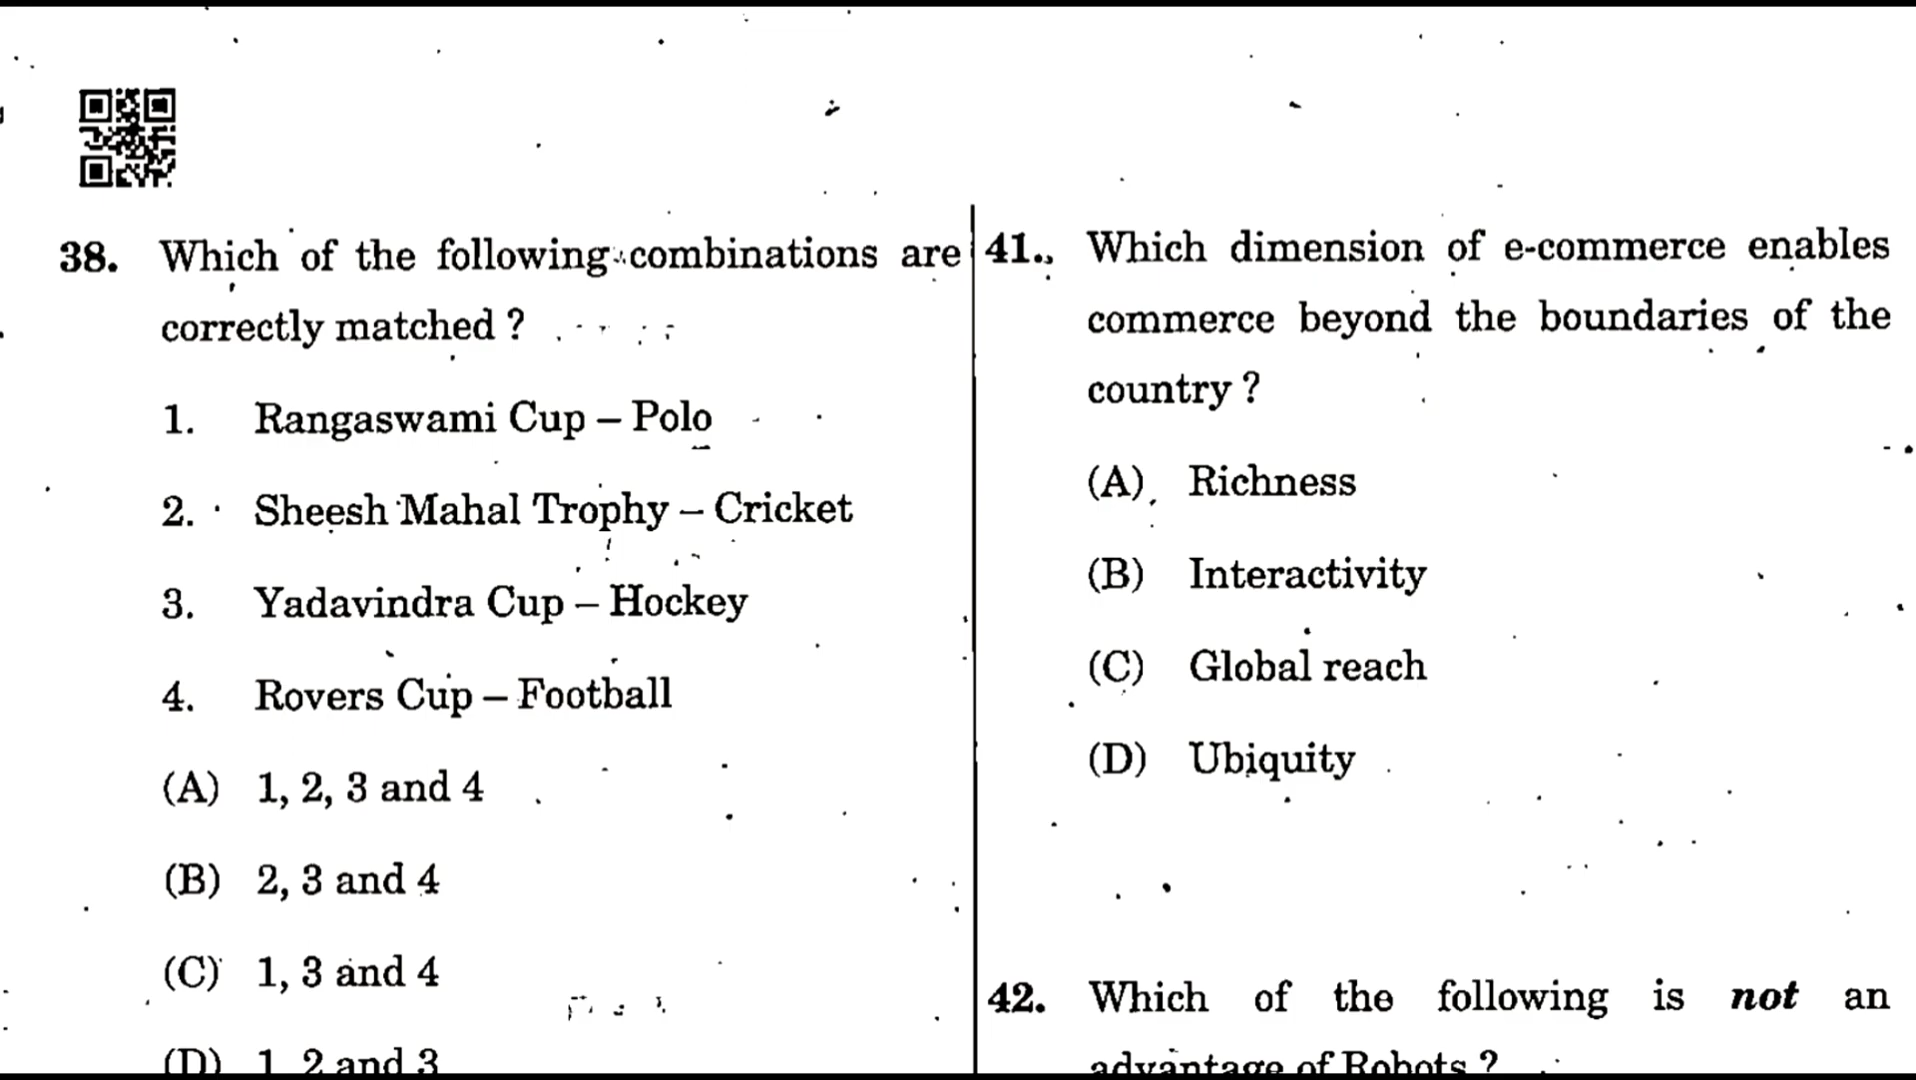 38. Which of the following combinations are
correctly matched ?
1. Rangaswami Cup – Polo
2. Sheesh Mahal Trophy – Cricket
3. Yadavindra Cup – Hockey
4. Rovers Cup – Football
(A) 1, 2, 3 and 4
(B) 2, 3 and 4
(C) 1, 3 and 4
(D) 1, 2 and 3
41. Which dimension of e-commerce enables
commerce beyond the boundaries of the
country ?
(A) Richness
(B) Interactivity
(C) Global reach
(D) Ubiquity
42. Which of the following is not an
advantage of Robots ?